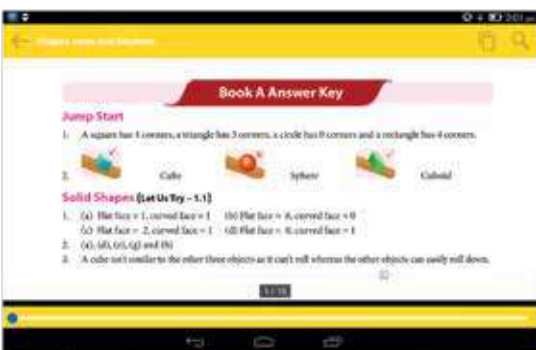 3:03
Book A Answer Key
Jump Start
1. A square has 4 corners, a triangle has 3 corners, a circle has 0 corners and a rectangle has 4 corners.
2. Cube Sphere Cuboid
Solid Shapes (Let Us Try – 1.1)
1. (a) Flat face = 1, curved face = 1 (b) Flat face = 6, curved face = 0
(c) Flat face = 2, curved face = 1 (d) Flat face = 0, curved face = 1
2. (a), (d), (e), (g) and (h)
3. A cube isn't similar to the other three objects as it can't roll whereas the other objects can easily roll down.